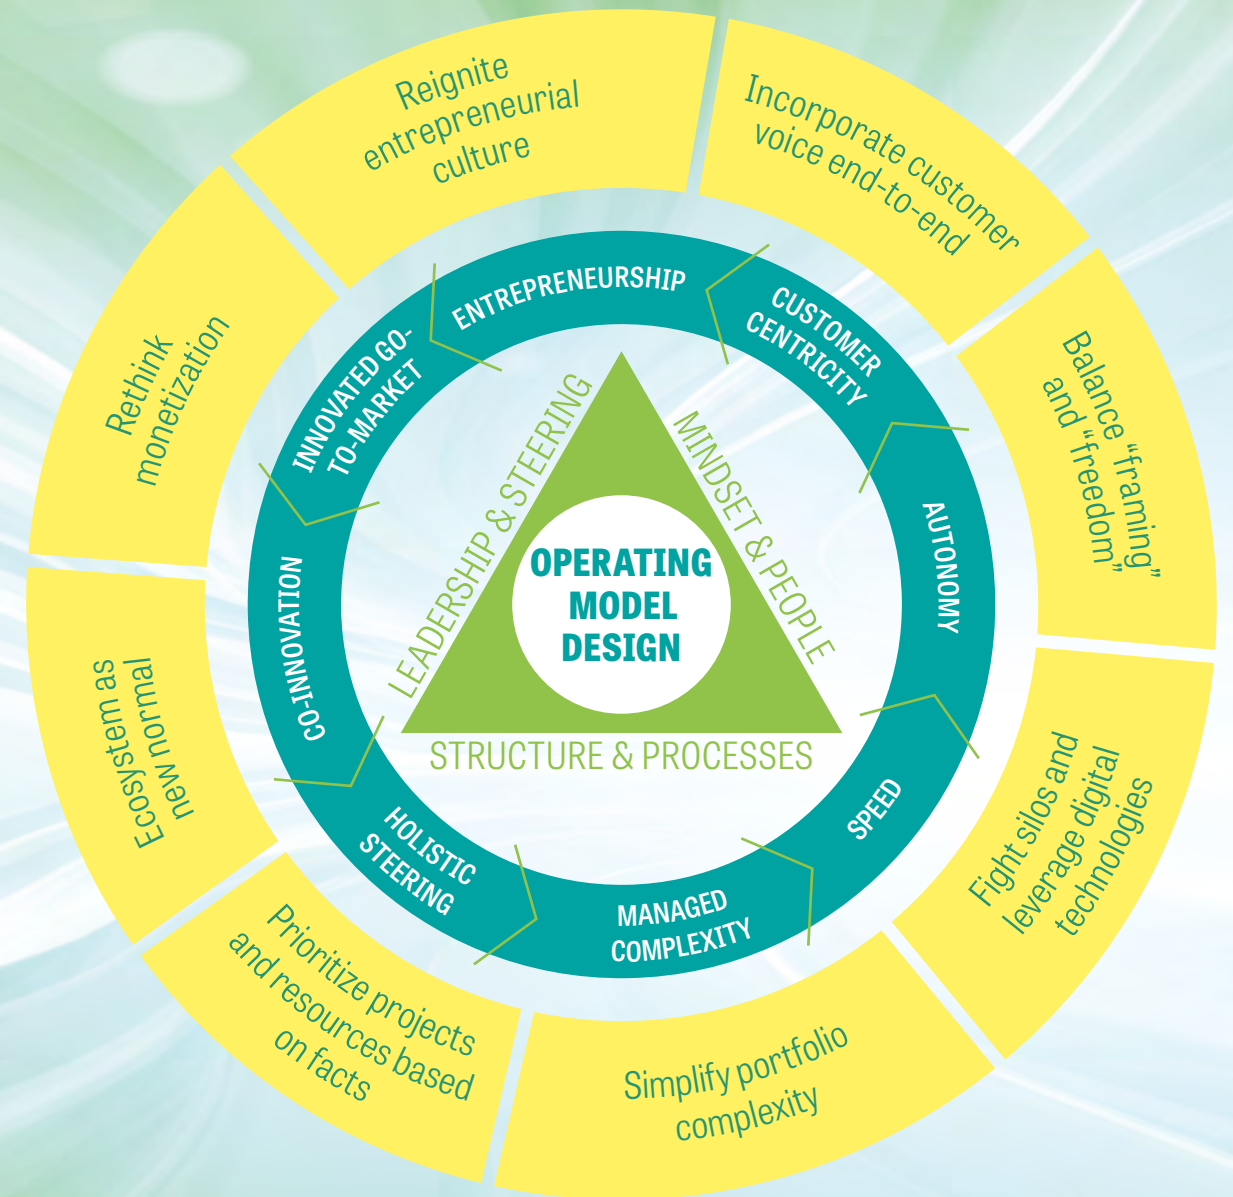 Reignite
entrepreneurial
culture
Incorporate customer
voice end-to-end
Balance “framing”
and “freedom”
Fight silos and
leverage digital
technologies
Simplify portfolio
complexity
Prioritize projects
and resources based
on facts
Ecosystem as
new normal
Rethink
monetization
ENTREPRENEURSHIP
CUSTOMER
CENTRICITY
AUTONOMY
SPEED
MANAGED
COMPLEXITY
HOLISTIC
STEERING
CO-INNOVATION
INNOVATED GO-
TO-MARKET
LEADERSHIP & STEERING
MINDSET & PEOPLE
STRUCTURE & PROCESSES
OPERATING
MODEL
DESIGN